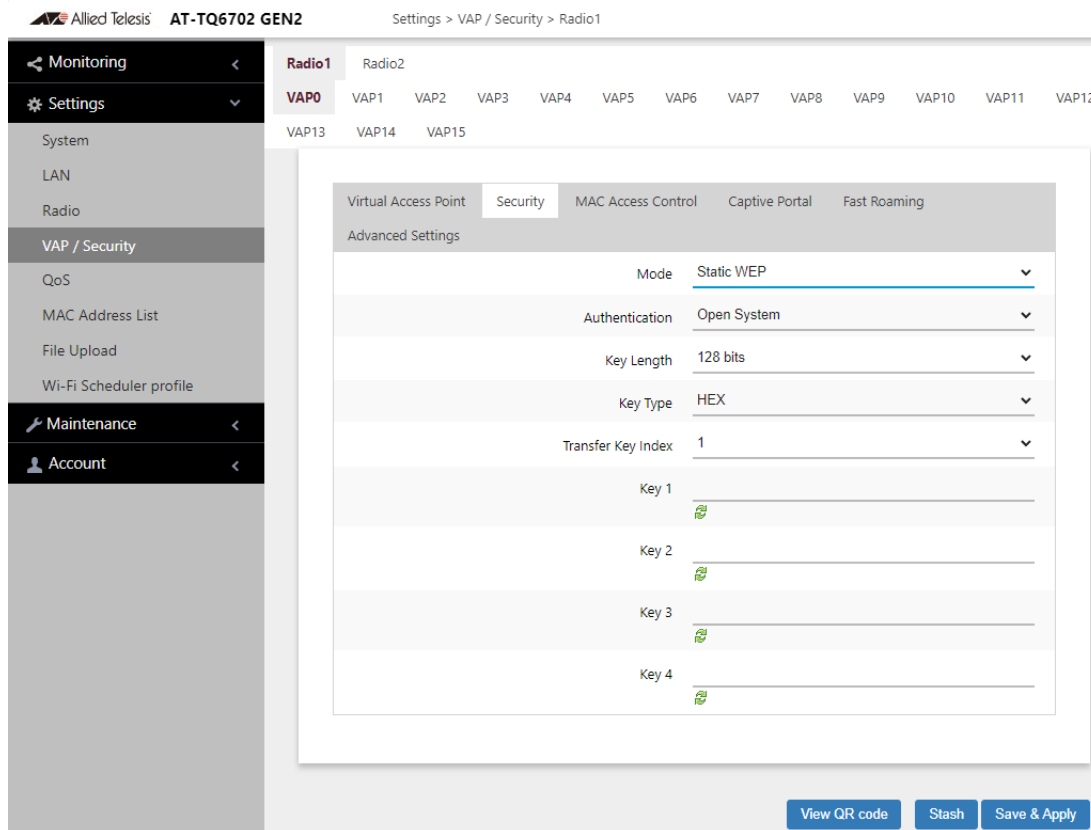 Allied Telesis AT-TQ6702 GEN2 Settings > VAP / Security > Radio1
Monitoring
Settings
System
LAN
Radio
VAP / Security
QoS
MAC Address List
File Upload
Wi-Fi Scheduler profile
Maintenance
Account
Radio1 Radio2
VAP0 VAP1 VAP2 VAP3 VAP4 VAP5 VAP6 VAP7 VAP8 VAP9 VAP10 VAP11 VAP12
VAP13 VAP14 VAP15
Virtual Access Point Security MAC Access Control Captive Portal Fast Roaming
Advanced Settings
Mode Static WEP
Authentication Open System
Key Length 128 bits
Key Type HEX
Transfer Key Index 1
Key 1
Key 2
Key 3
Key 4
View QR code Stash Save & Apply